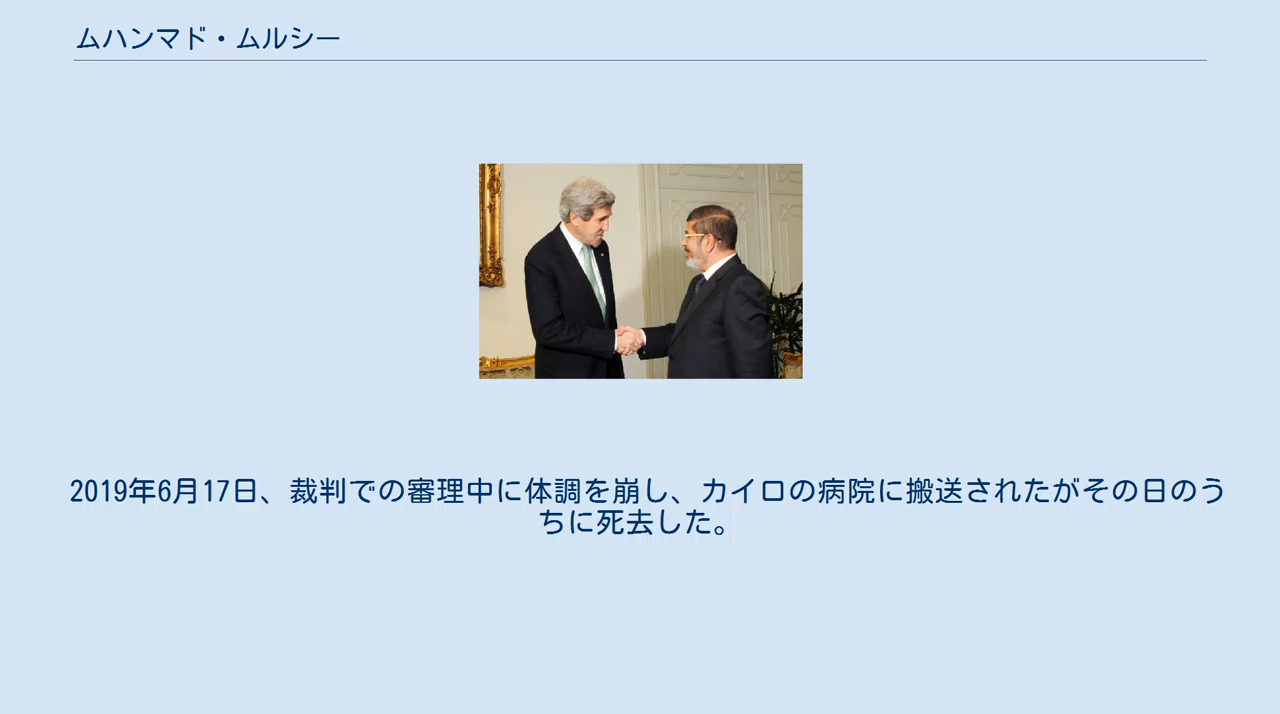 ムハンマド・ムルシー
2019年6月17日、裁判での審理中に体調を崩し、カイロの病院に搬送されたがその日のう
ちに死去した。